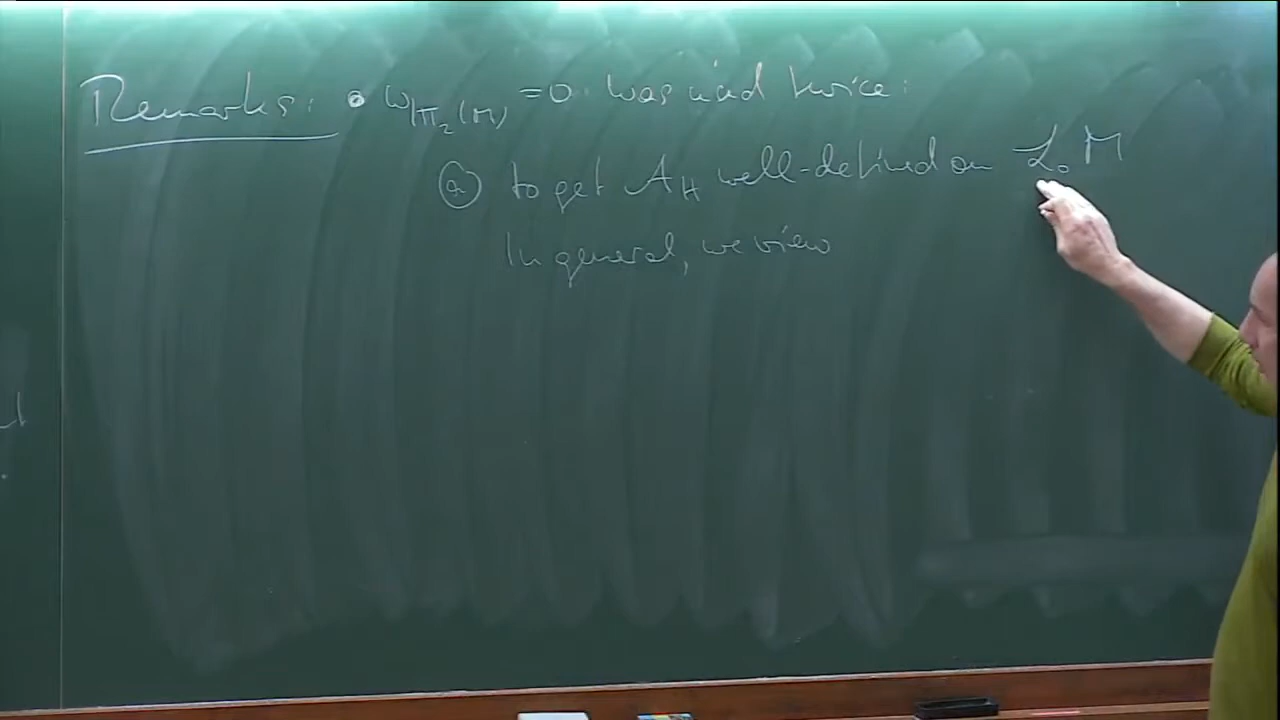 Remarks: • ω|π₂(M) = 0 was used twice:
ⓐ to get A_H well-defined on L₀M
In general, we view